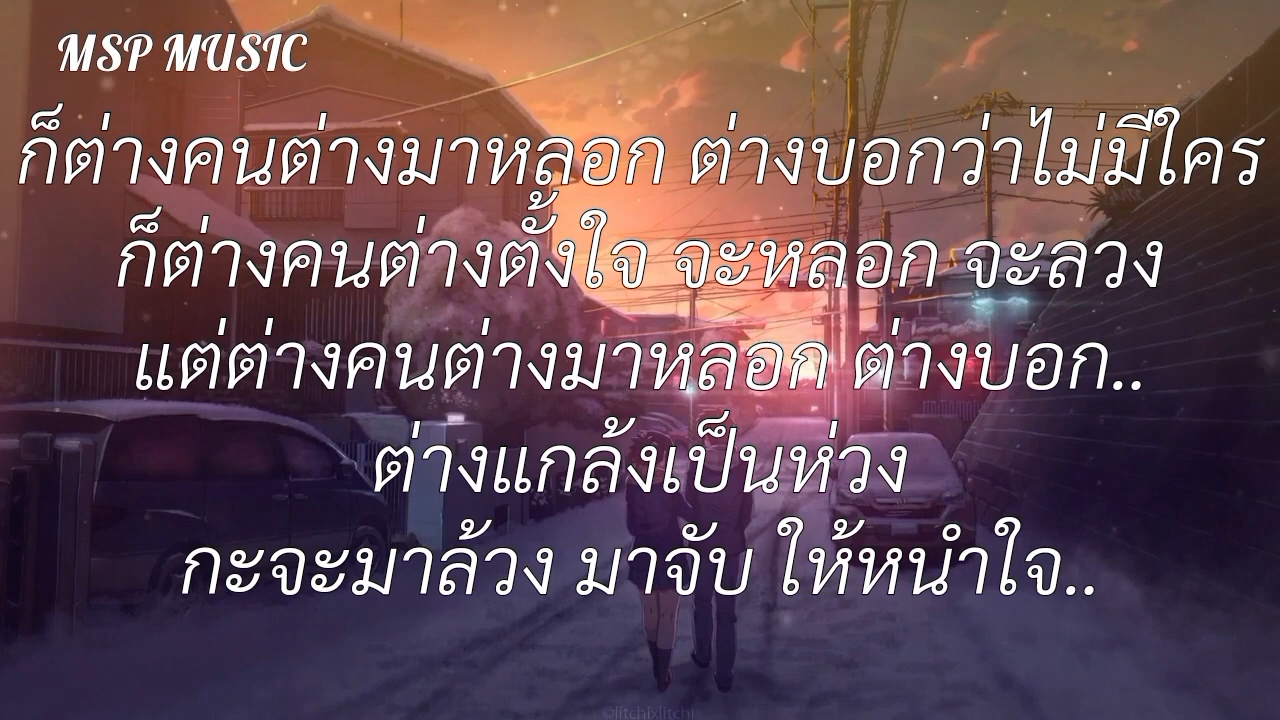 MSP MUSIC
ก็ต่างคนต่างมาหลอก ต่างบอกว่าไม่มีใคร
ก็ต่างคนต่างตั้งใจ จะหลอก จะลวง
แต่ต่างคนต่างมาหลอก ต่างบอก..
ต่างแกล้งเป็นห่วง
กะจะมาล้วง มาจับ ให้หนำใจ..
©litchixlitchi